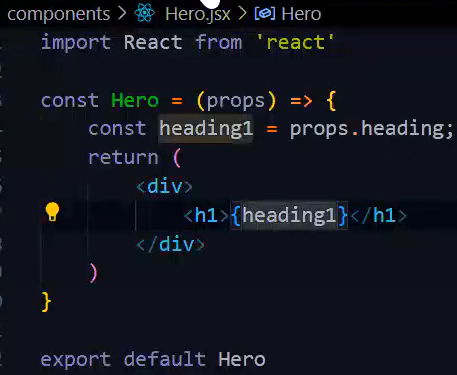 components > Hero.jsx > Hero
import React from 'react'
const Hero = (props) => {
const heading1 = props.heading;
return (
<div>
<h1>{heading1}</h1>
</div>
)
}
export default Hero